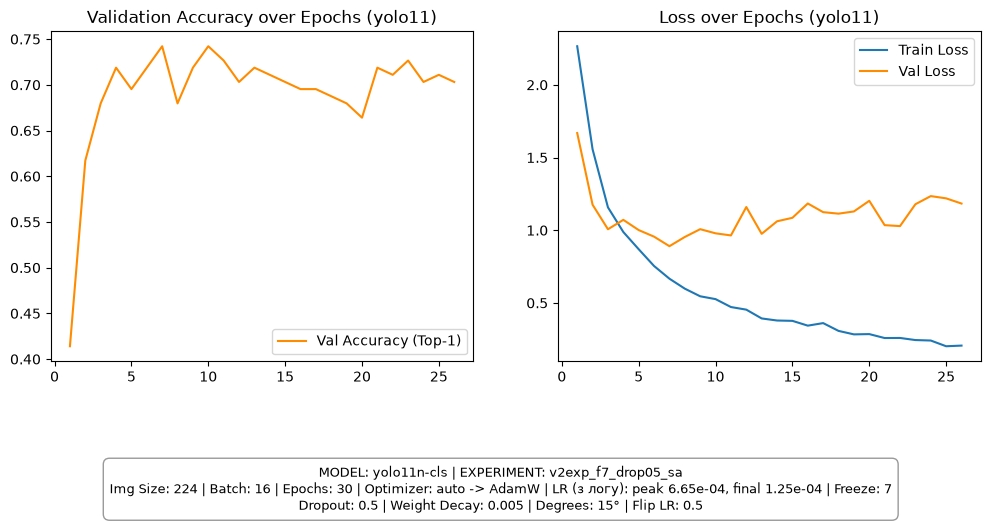 Validation Accuracy over Epochs (yolo11)
0.75
0.70
0.65
0.60
0.55
0.50
0.45
0.40
0 5 10 15 20 25
Val Accuracy (Top-1)
Loss over Epochs (yolo11)
Train Loss
Val Loss
2.0
1.5
1.0
0.5
0 5 10 15 20 25
MODEL: yolo11n-cls | EXPERIMENT: v2exp_f7_drop05_sa
Img Size: 224 | Batch: 16 | Epochs: 30 | Optimizer: auto -> AdamW | LR (з логу): peak 6.65e-04, final 1.25e-04 | Freeze: 7
Dropout: 0.5 | Weight Decay: 0.005 | Degrees: 15° | Flip LR: 0.5